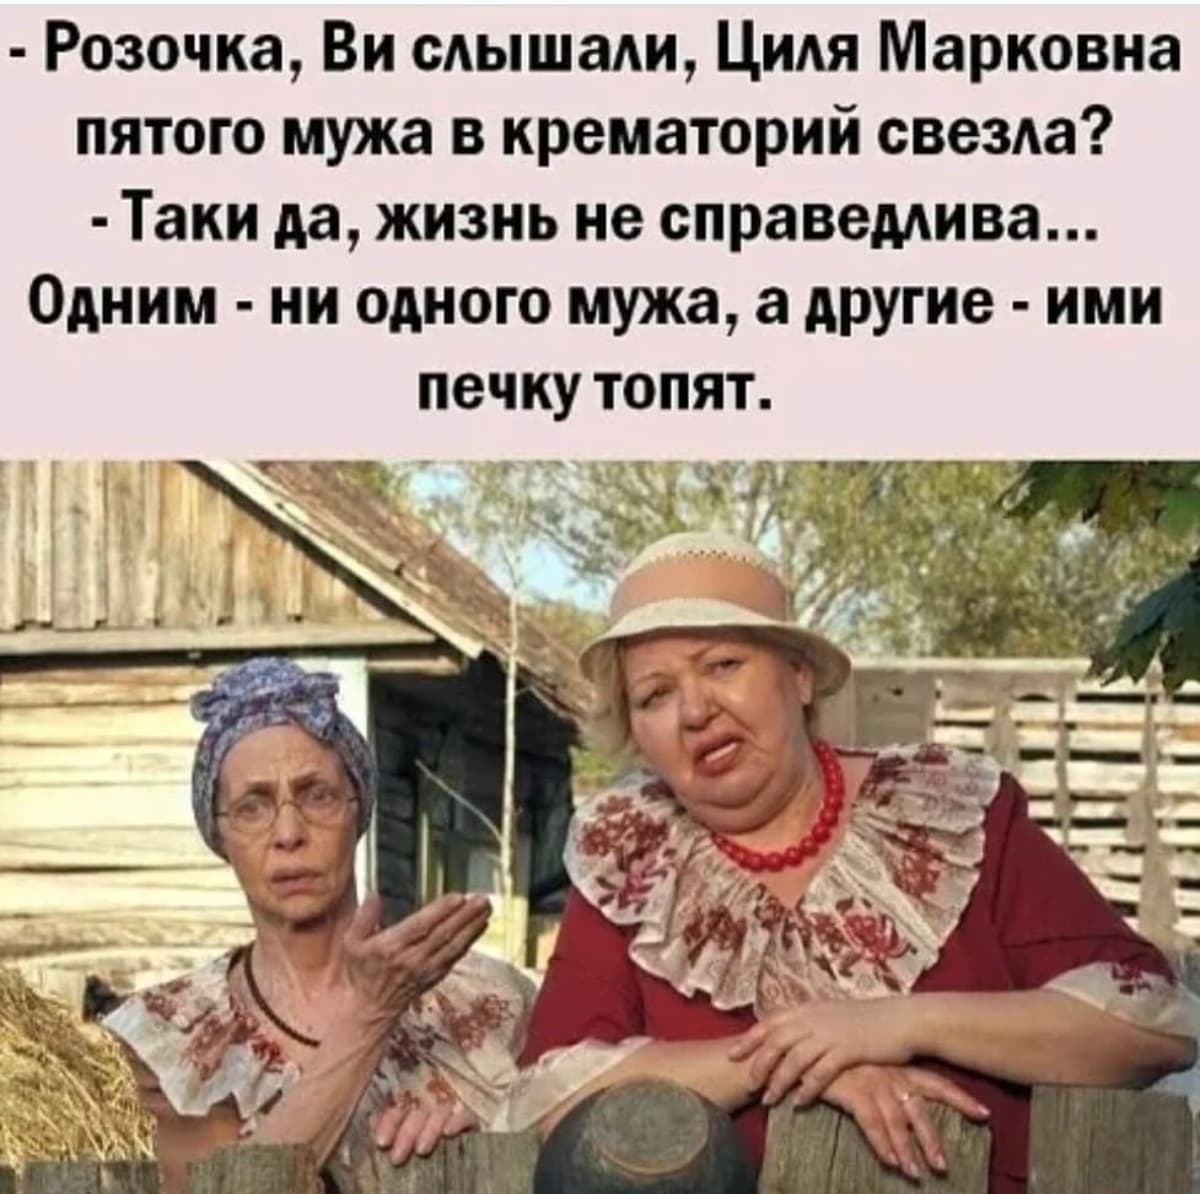 - Розочка, Ви слышали, Циля Марковна
пятого мужа в крематорий свезла?
- Таки да, жизнь не справедлива...
Одним - ни одного мужа, а другие - ими
печку топят.